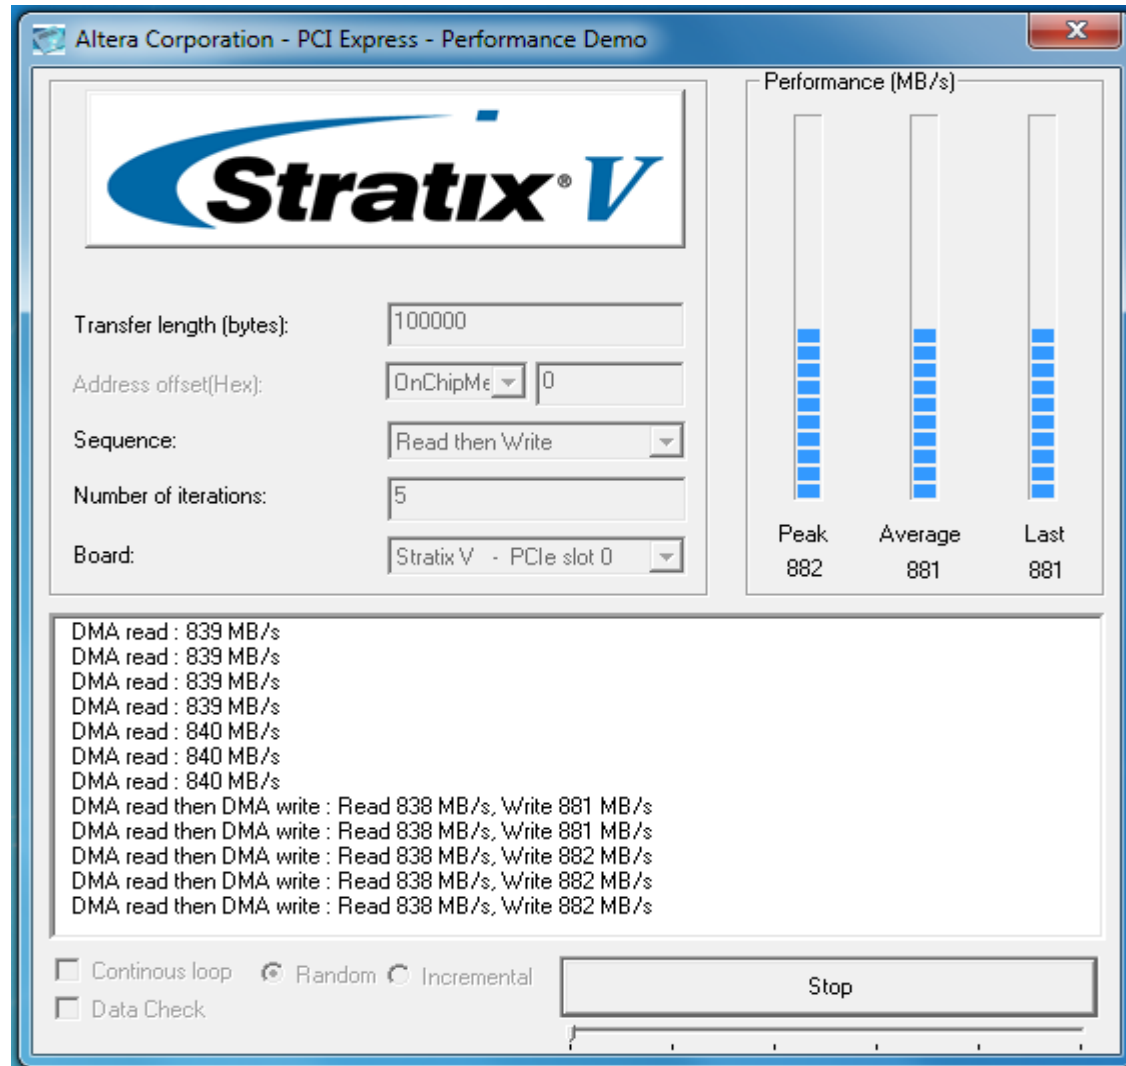 Altera Corporation - PCI Express - Performance Demo
x
Stratix® V
Transfer length (bytes):
100000
Address offset(Hex):
OnChipMe
0
Sequence:
Read then Write
Number of iterations:
5
Board:
Stratix V - PCIe slot 0
Performance (MB/s)
Peak Average Last
882 881 881
DMA read : 839 MB/s
DMA read : 839 MB/s
DMA read : 839 MB/s
DMA read : 839 MB/s
DMA read : 840 MB/s
DMA read : 840 MB/s
DMA read : 840 MB/s
DMA read then DMA write : Read 838 MB/s, Write 881 MB/s
DMA read then DMA write : Read 838 MB/s, Write 881 MB/s
DMA read then DMA write : Read 838 MB/s, Write 882 MB/s
DMA read then DMA write : Read 838 MB/s, Write 882 MB/s
DMA read then DMA write : Read 838 MB/s, Write 882 MB/s
Continous loop Random Incremental
Data Check
Stop